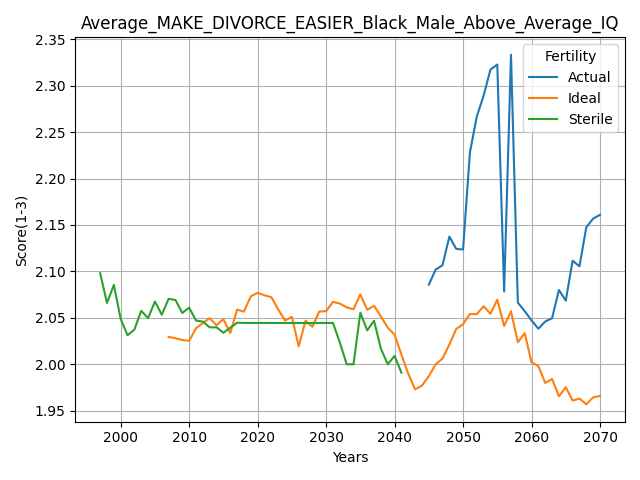 Average_MAKE_DIVORCE_EASIER_Black_Male_Above_Average_IQ
2.35
2.30
2.25
2.20
2.15
2.10
2.05
2.00
1.95
Score(1-3)
Fertility
Actual
Ideal
Sterile
2000 2010 2020 2030 2040 2050 2060 2070
Years